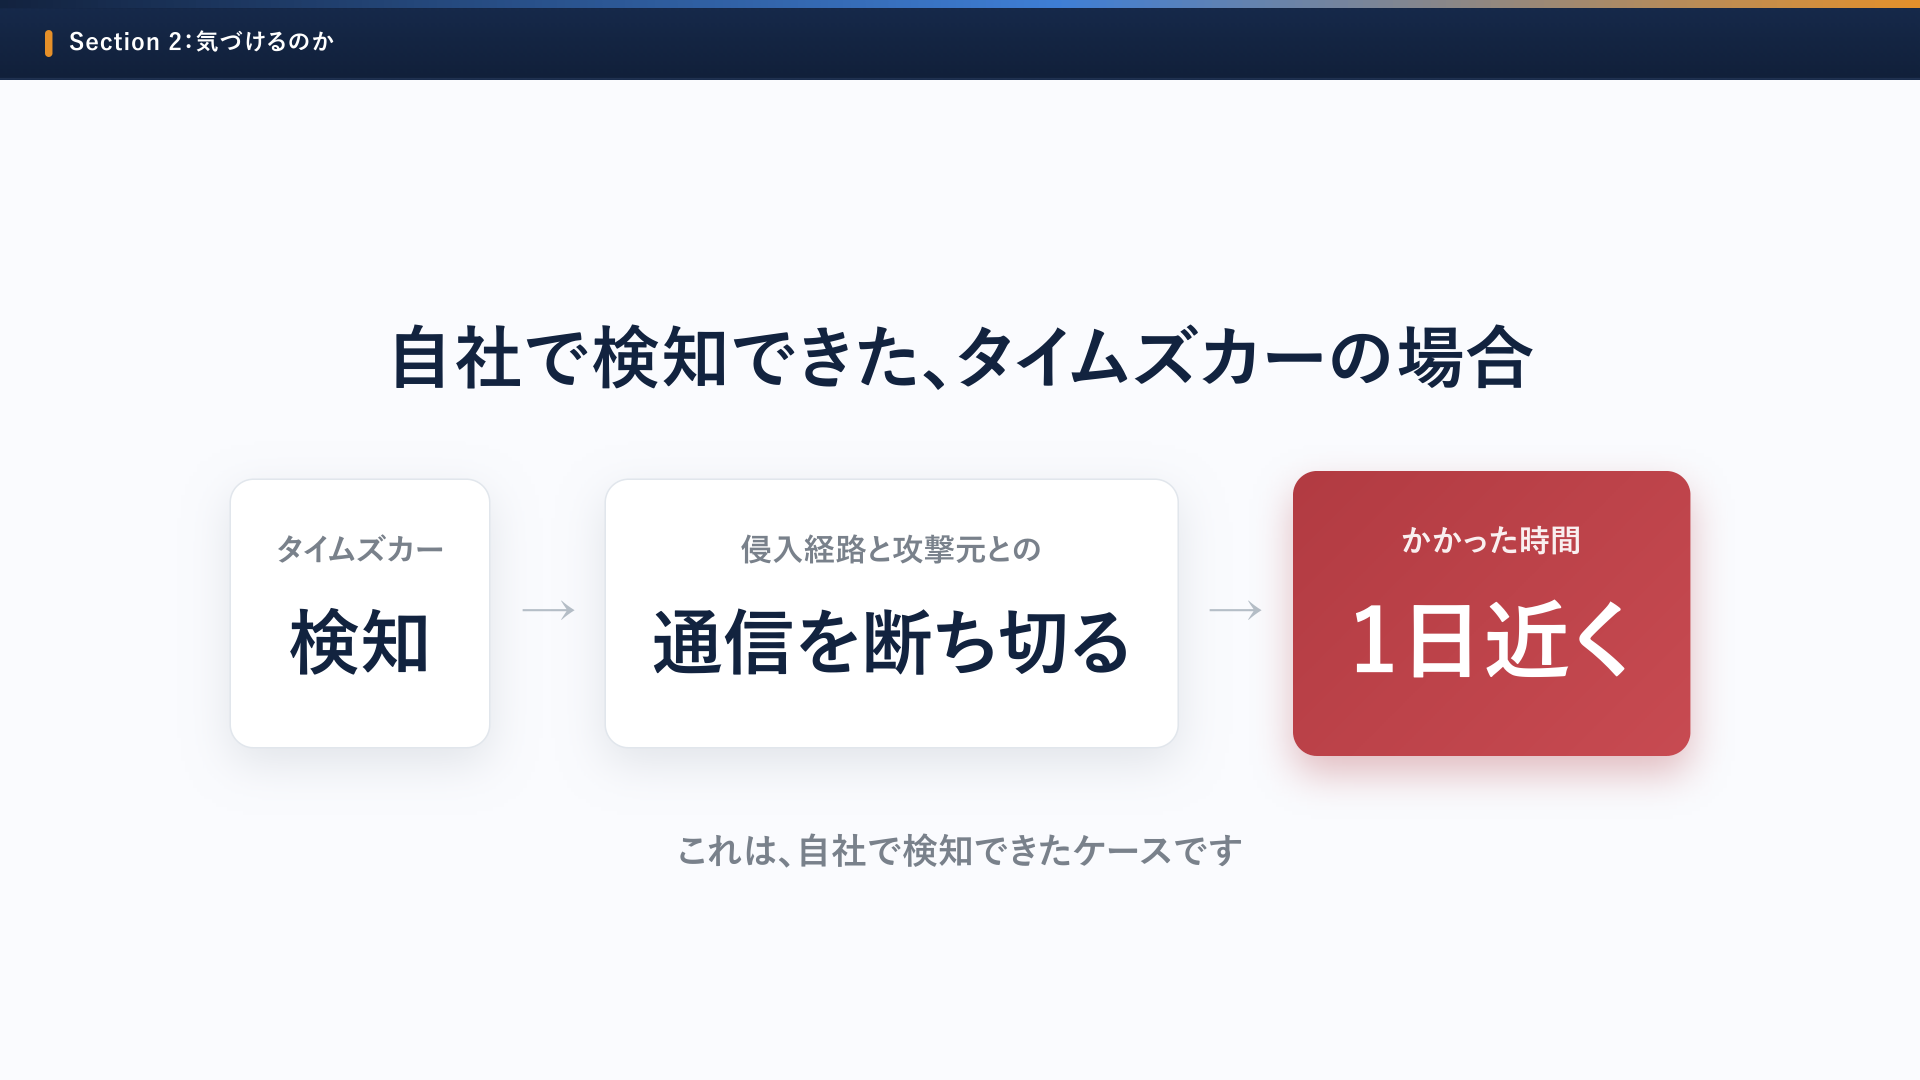 Section 2：気づけるのか
自社で検知できた、タイムズカーの場合
タイムズカー
検知
→
侵入経路と攻撃元との
通信を断ち切る
→
かかった時間
1日近く
これは、自社で検知できたケースです